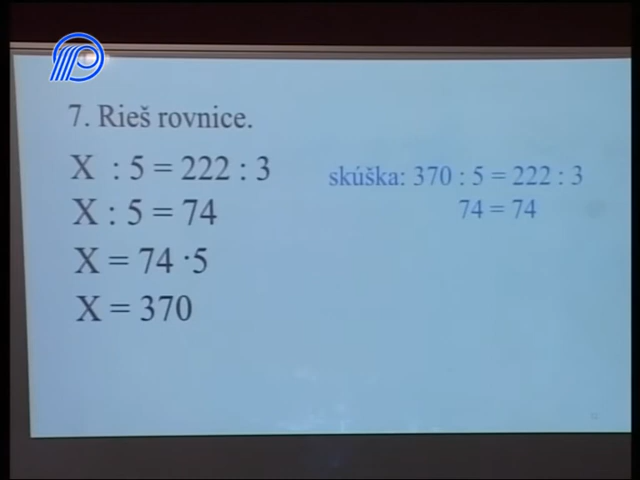 7. Rieš rovnice.
X : 5 = 222 : 3
X : 5 = 74
X = 74 ·5
X = 370
skúška: 370 : 5 = 222 : 3
74 = 74